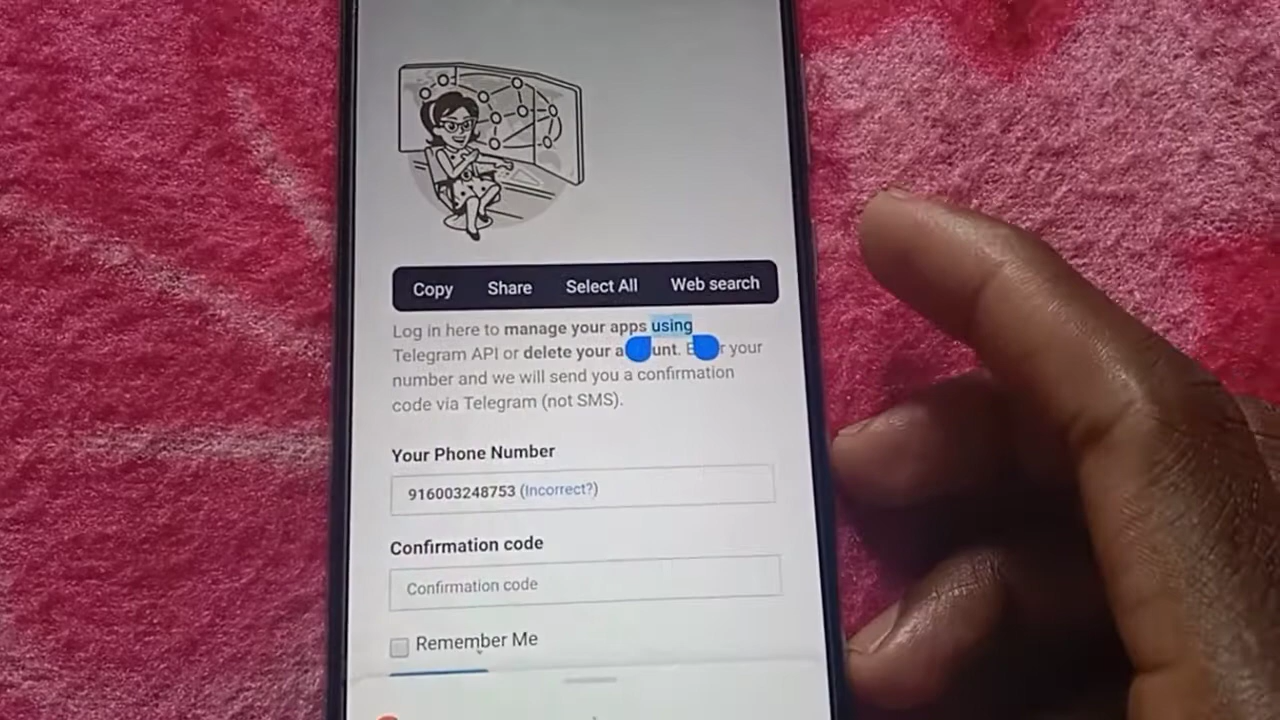 Copy Share Select All Web search
Log in here to manage your apps using
Telegram API or delete your a unt. E r your
number and we will send you a confirmation
code via Telegram (not SMS).
Your Phone Number
916003248753 (Incorrect?)
Confirmation code
Confirmation code
Remember Me